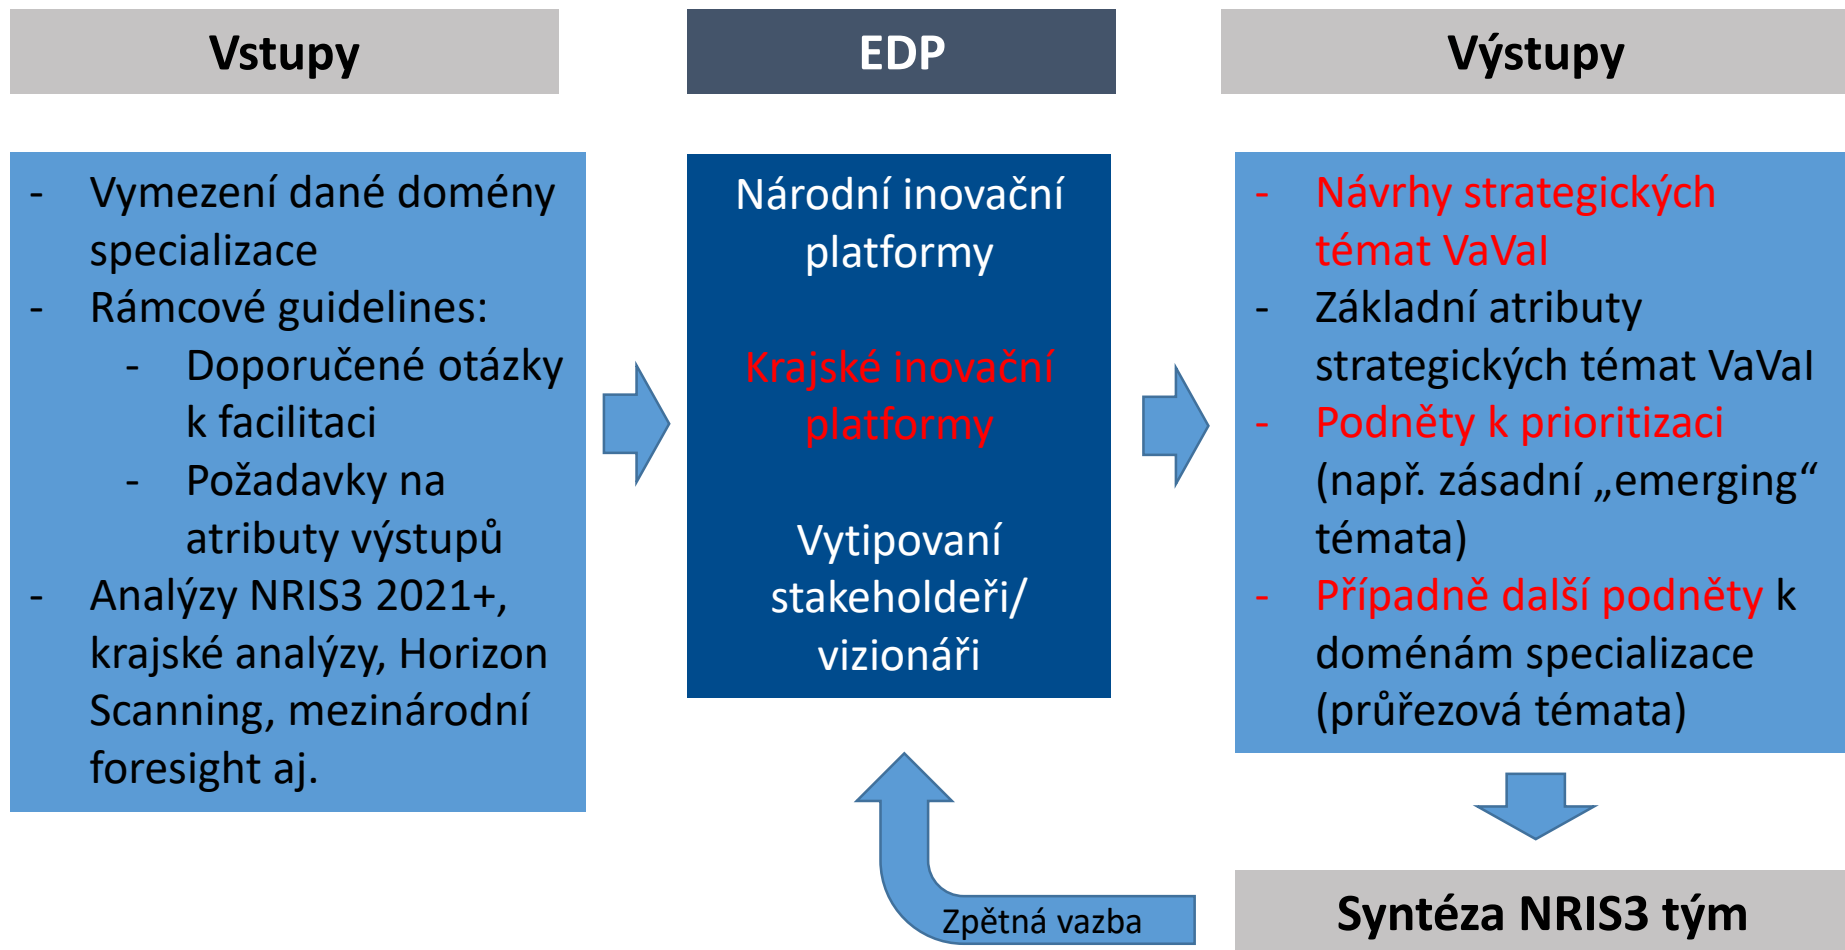 Vstupy
- Vymezení dané domény
specializace
- Rámcové guidelines:
- Doporučené otázky
k facilitaci
- Požadavky na
atributy výstupů
- Analýzy NRIS3 2021+,
krajské analýzy, Horizon
Scanning, mezinárodní
foresight aj.
EDP
Národní inovační
platformy
Krajské inovační
platformy
Vytipovaní
stakeholdeři/
vizionáři
Výstupy
- Návrhy strategických
témat VaVaI
- Základní atributy
strategických témat VaVaI
- Podněty k prioritizaci
(např. zásadní „emerging“
témata)
- Případně další podněty k
doménám specializace
(průřezová témata)
Syntéza NRIS3 tým
Zpětná vazba